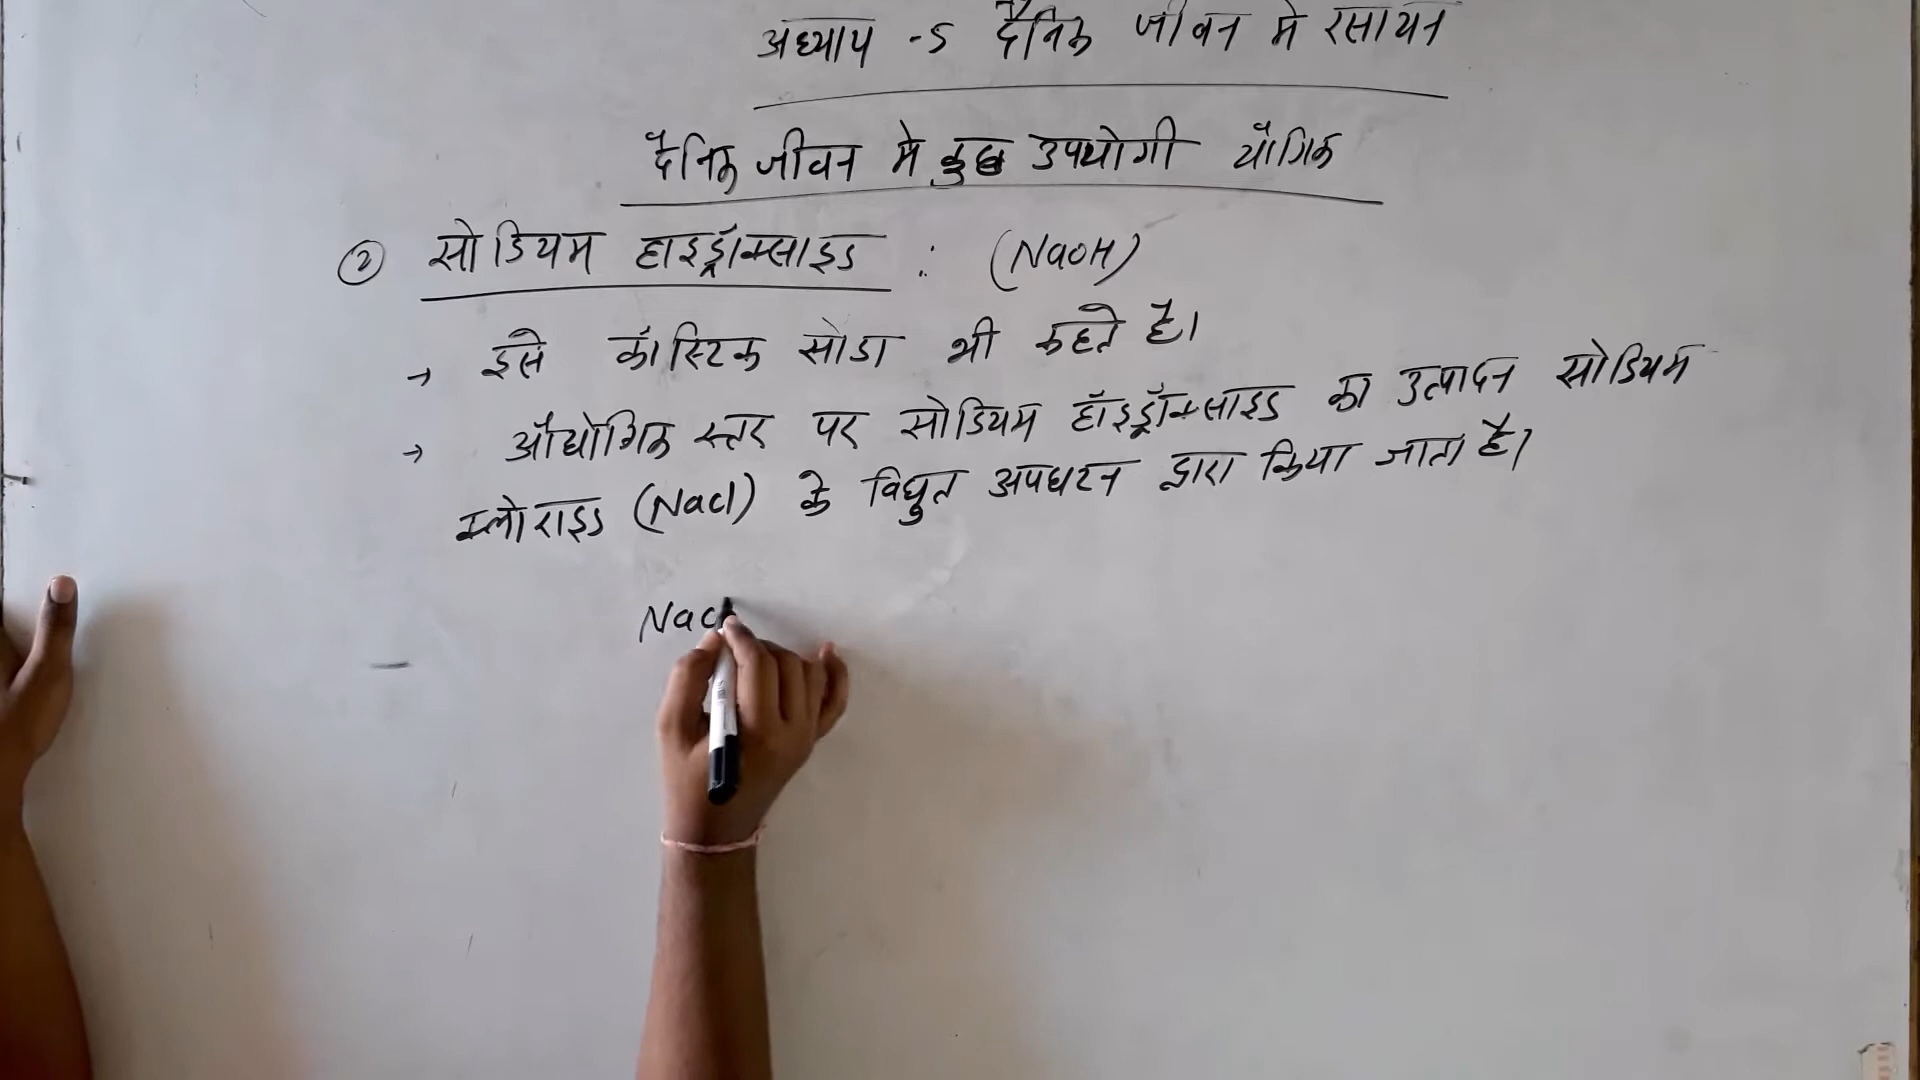 अध्याय -5 दैनिक जीवन मे रसायन
दैनिक जीवन मे कुछ उपयोगी यौगिक
② सोडियम हाइड्रॉक्साइड : (NaOH)
→ इसे कॉस्टिक सोडा भी कहते है।
→ औद्योगिक स्तर पर सोडियम हॉइड्रॉक्साइड का उत्पादन सोडियम
क्लोराइड (Nacl) के विद्युत अपघटन द्वारा किया जाता है।
Nacl